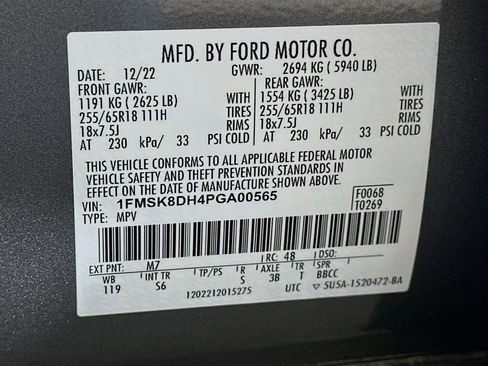 MFD. BY FORD MOTOR CO.
DATE: 12/22 GVWR: 2694 KG ( 5940 LB)
FRONT GAWR: REAR GAWR:
1191 KG ( 2625 LB) WITH 1554 KG ( 3425 LB) WITH
255/65R18 111H TIRES 255/65R18 111H TIRES
18x7.5J RIMS 18x7.5J RIMS
AT 230 kPa/ 33 PSI COLD AT 230 kPa/ 33 PSI COLD
THIS VEHICLE CONFORMS TO ALL APPLICABLE FEDERAL MOTOR
VEHICLE SAFETY AND THEFT PREVENTION STANDARDS IN
EFFECT ON THE DATE OF MANUFACTURE SHOWN ABOVE.
VIN: 1FMSK8DH4PGA00565 F0068
TYPE: MPV T0269
EXT PNT: M7 RC: 48 DSO:
WB INT TR TP/PS R AXLE TR SPR
119 S6 S 3B T BBCC
1202212015275 UTC ▽ 5U5A-1520472-BA